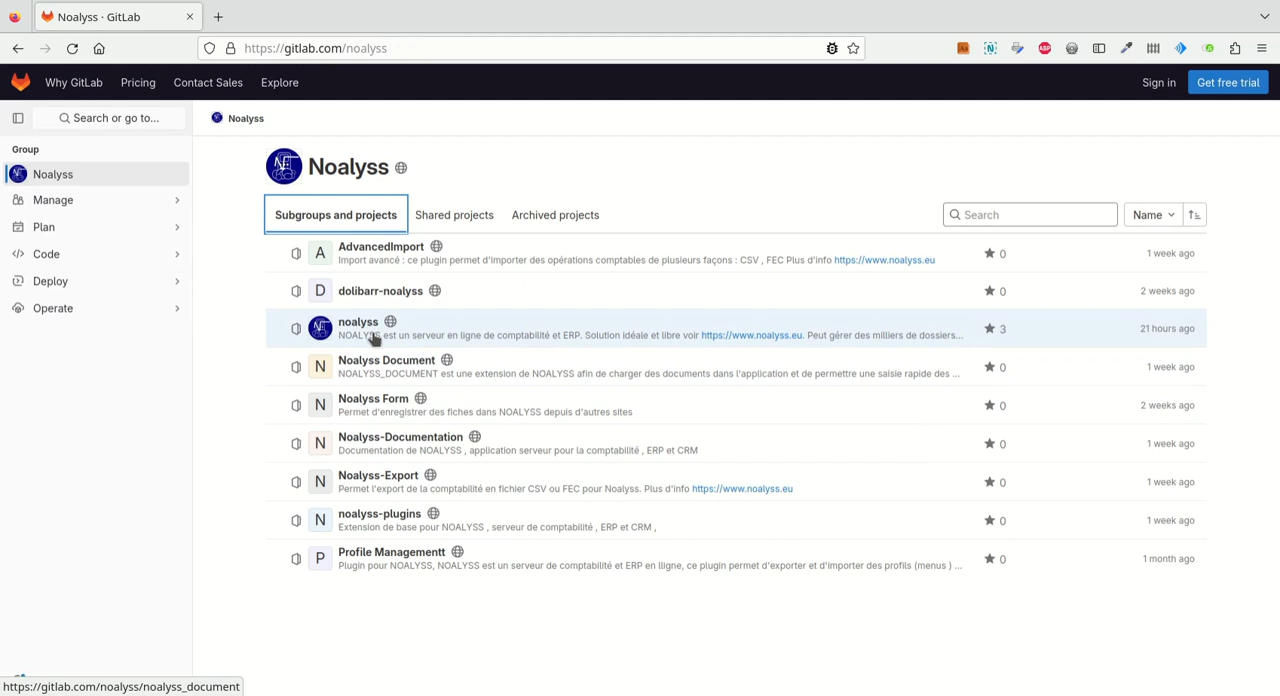 Noalyss · GitLab
https://gitlab.com/noalyss
Why GitLab Pricing Contact Sales Explore Sign in Get free trial
Search or go to...
Noalyss
Group
Noalyss
Manage
Plan
Code
Deploy
Operate
Noalyss
Subgroups and projects Shared projects Archived projects Search Name
A AdvancedImport 0 1 week ago
Import avancé : ce plugin permet d'importer des opérations comptables de plusieurs façons : CSV , FEC Plus d'info https://www.noalyss.eu
D dolibarr-noalyss 0 2 weeks ago
noalyss 3 21 hours ago
NOALYSS est un serveur en ligne de comptabilité et ERP. Solution idéale et libre voir https://www.noalyss.eu. Peut gérer des milliers de dossiers...
N Noalyss Document 0 1 week ago
NOALYSS_DOCUMENT est une extension de NOALYSS afin de charger des documents dans l'application et de permettre une saisie rapide des ...
N Noalyss Form 0 2 weeks ago
Permet d'enregistrer des fiches dans NOALYSS depuis d'autres sites
N Noalyss-Documentation 0 1 week ago
Documentation de NOALYSS , application serveur pour la comptabilité , ERP et CRM
N Noalyss-Export 0 1 week ago
Permet l'export de la comptabilité en fichier CSV ou FEC pour Noalyss. Plus d'info https://www.noalyss.eu
N noalyss-plugins 0 1 week ago
Extension de base pour NOALYSS , serveur de comptabilité , ERP et CRM ,
P Profile Managementt 0 1 month ago
Plugin pour NOALYSS, NOALYSS est un serveur de comptabilité et ERP en lligne, ce plugin permet d'exporter et d'importer des profils (menus ) ...
https://gitlab.com/noalyss/noalyss_document